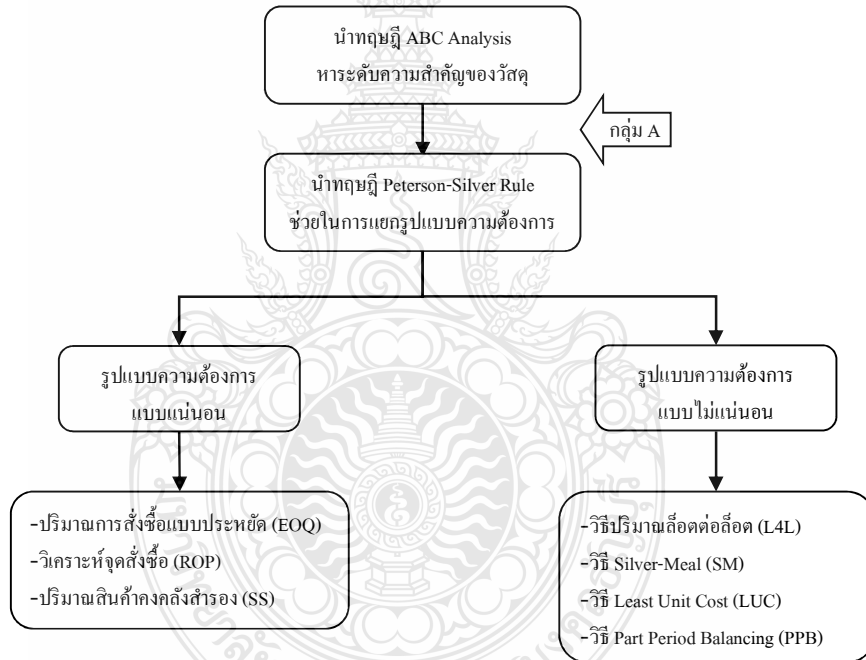 นำทฤษฎี ABC Analysis
หาระดับความสำคัญของวัสดุ
กลุ่ม A
นำทฤษฎี Peterson-Silver Rule
ช่วยในการแยกรูปแบบความต้องการ
รูปแบบความต้องการ
แบบแน่นอน
รูปแบบความต้องการ
แบบไม่แน่นอน
-ปริมาณการสั่งซื้อแบบประหยัด (EOQ)
-วิเคราะห์จุดสั่งซื้อ (ROP)
-ปริมาณสินค้าคงคลังสำรอง (SS)
-วิธีปริมาณล็อตต่อล็อต (L4L)
-วิธี Silver-Meal (SM)
-วิธี Least Unit Cost (LUC)
-วิธี Part Period Balancing (PPB)